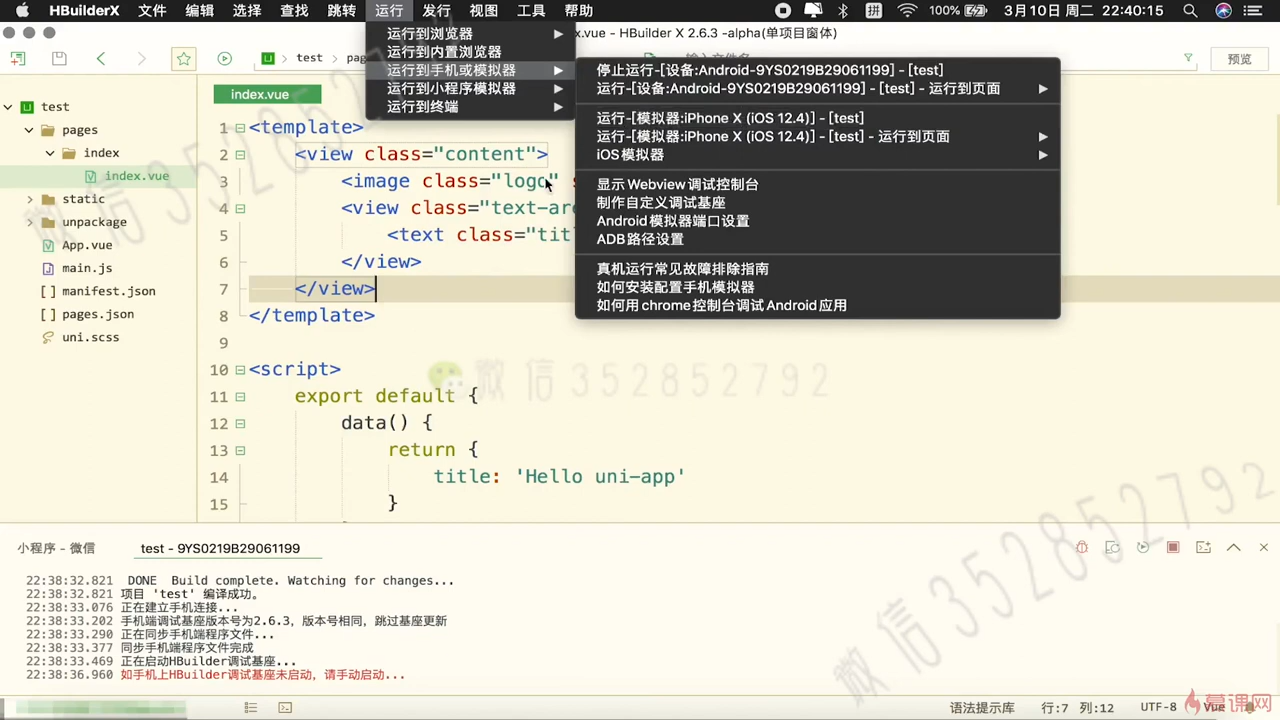 HBuilderX 文件 编辑 选择 查找 跳转 运行 发行 视图 工具 帮助 100% 3月10日 周二 22:40:15
x.vue - HBuilder X 2.6.3 -alpha(单项目窗体)
test pag 输入文件名 预览
运行到浏览器
运行到内置浏览器
运行到手机或模拟器
运行到小程序模拟器
运行到终端
停止运行-[设备:Android-9YS0219B29061199] - [test]
运行-[设备:Android-9YS0219B29061199] - [test] - 运行到页面
运行-[模拟器:iPhone X (iOS 12.4)] - [test]
运行-[模拟器:iPhone X (iOS 12.4)] - [test] - 运行到页面
iOS模拟器
显示Webview调试控制台
制作自定义调试基座
Android模拟器端口设置
ADB路径设置
真机运行常见故障排除指南
如何安装配置手机模拟器
如何用chrome控制台调试Android应用
test
pages
index
index.vue
static
unpackage
App.vue
main.js
manifest.json
pages.json
uni.scss
index.vue
1 <template>
2 <view class="content">
3 <image class="logo" s
4 <view class="text-are
5 <text class="titl
6 </view>
7 </view>
8 </template>
9
10 <script>
11 export default {
12 data() {
13 return {
14 title: 'Hello uni-app'
15 }
微信 352852792
小程序 - 微信 test - 9YS0219B29061199
22:38:32.821 DONE Build complete. Watching for changes...
22:38:32.821 项目 'test' 编译成功。
22:38:33.076 正在建立手机连接...
22:38:33.202 手机端调试基座版本号为2.6.3，版本号相同，跳过基座更新
22:38:33.290 正在同步手机端程序文件...
22:38:33.377 同步手机端程序文件完成
22:38:33.469 正在启动HBuilder调试基座...
22:38:36.960 如手机上HBuilder调试基座未启动，请手动启动...
微信 352852792
语法提示库 行:7 列:12 UTF-8 Vue
慕课网